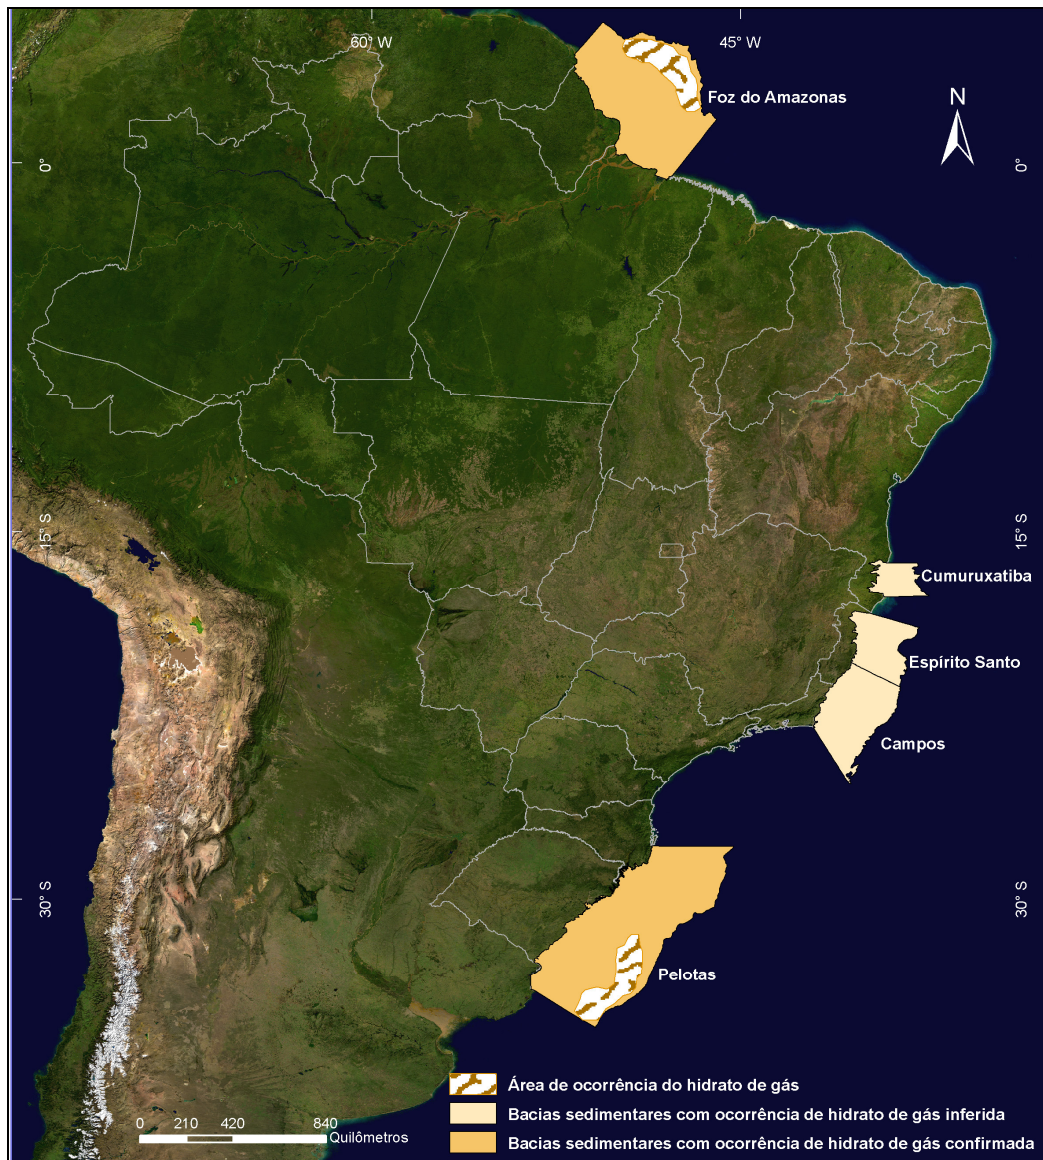 60° W
45° W
Foz do Amazonas
N
0°
0°
15° S
15° S
Cumuruxatiba
Espírito Santo
Campos
30° S
30° S
Pelotas
Área de ocorrência do hidrato de gás
Bacias sedimentares com ocorrência de hidrato de gás inferida
Bacias sedimentares com ocorrência de hidrato de gás confirmada
0 210 420 840
Quilômetros